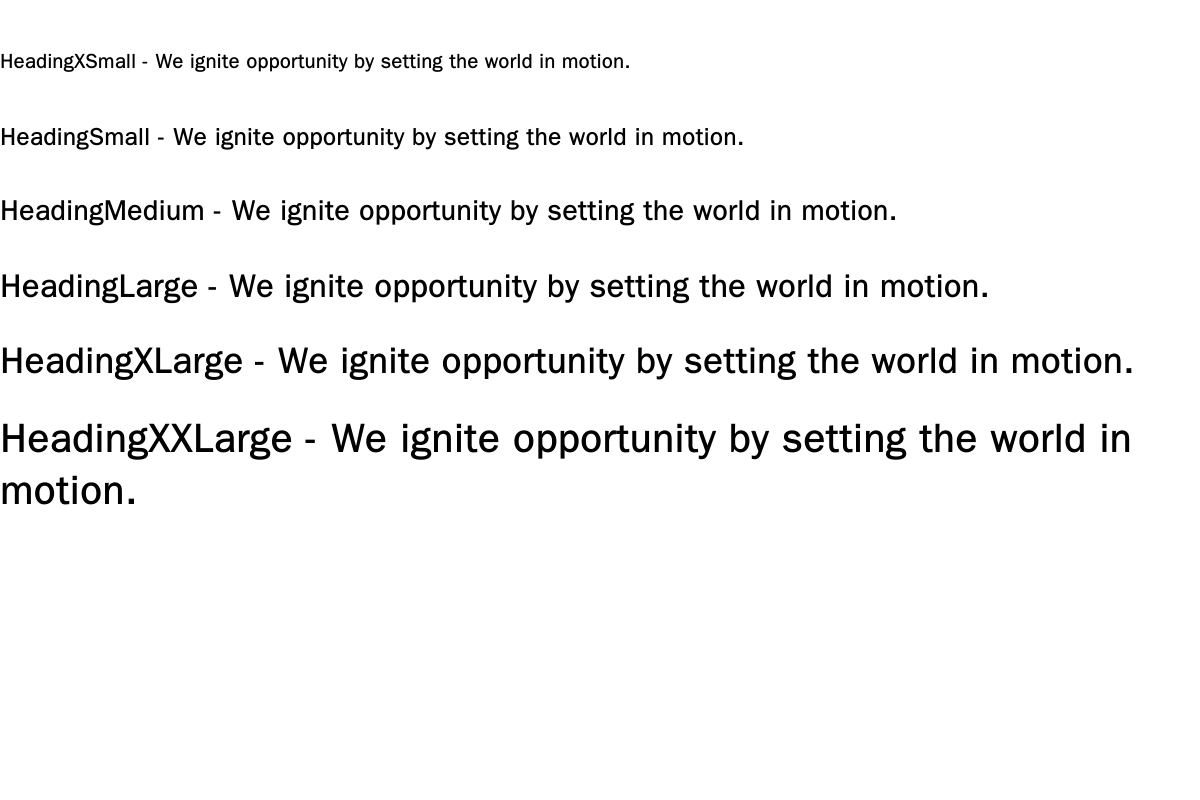 HeadingXSmall - We ignite opportunity by setting the world in motion.
HeadingSmall - We ignite opportunity by setting the world in motion.
HeadingMedium - We ignite opportunity by setting the world in motion.
HeadingLarge - We ignite opportunity by setting the world in motion.
HeadingXLarge - We ignite opportunity by setting the world in motion.
HeadingXXLarge - We ignite opportunity by setting the world in
motion.